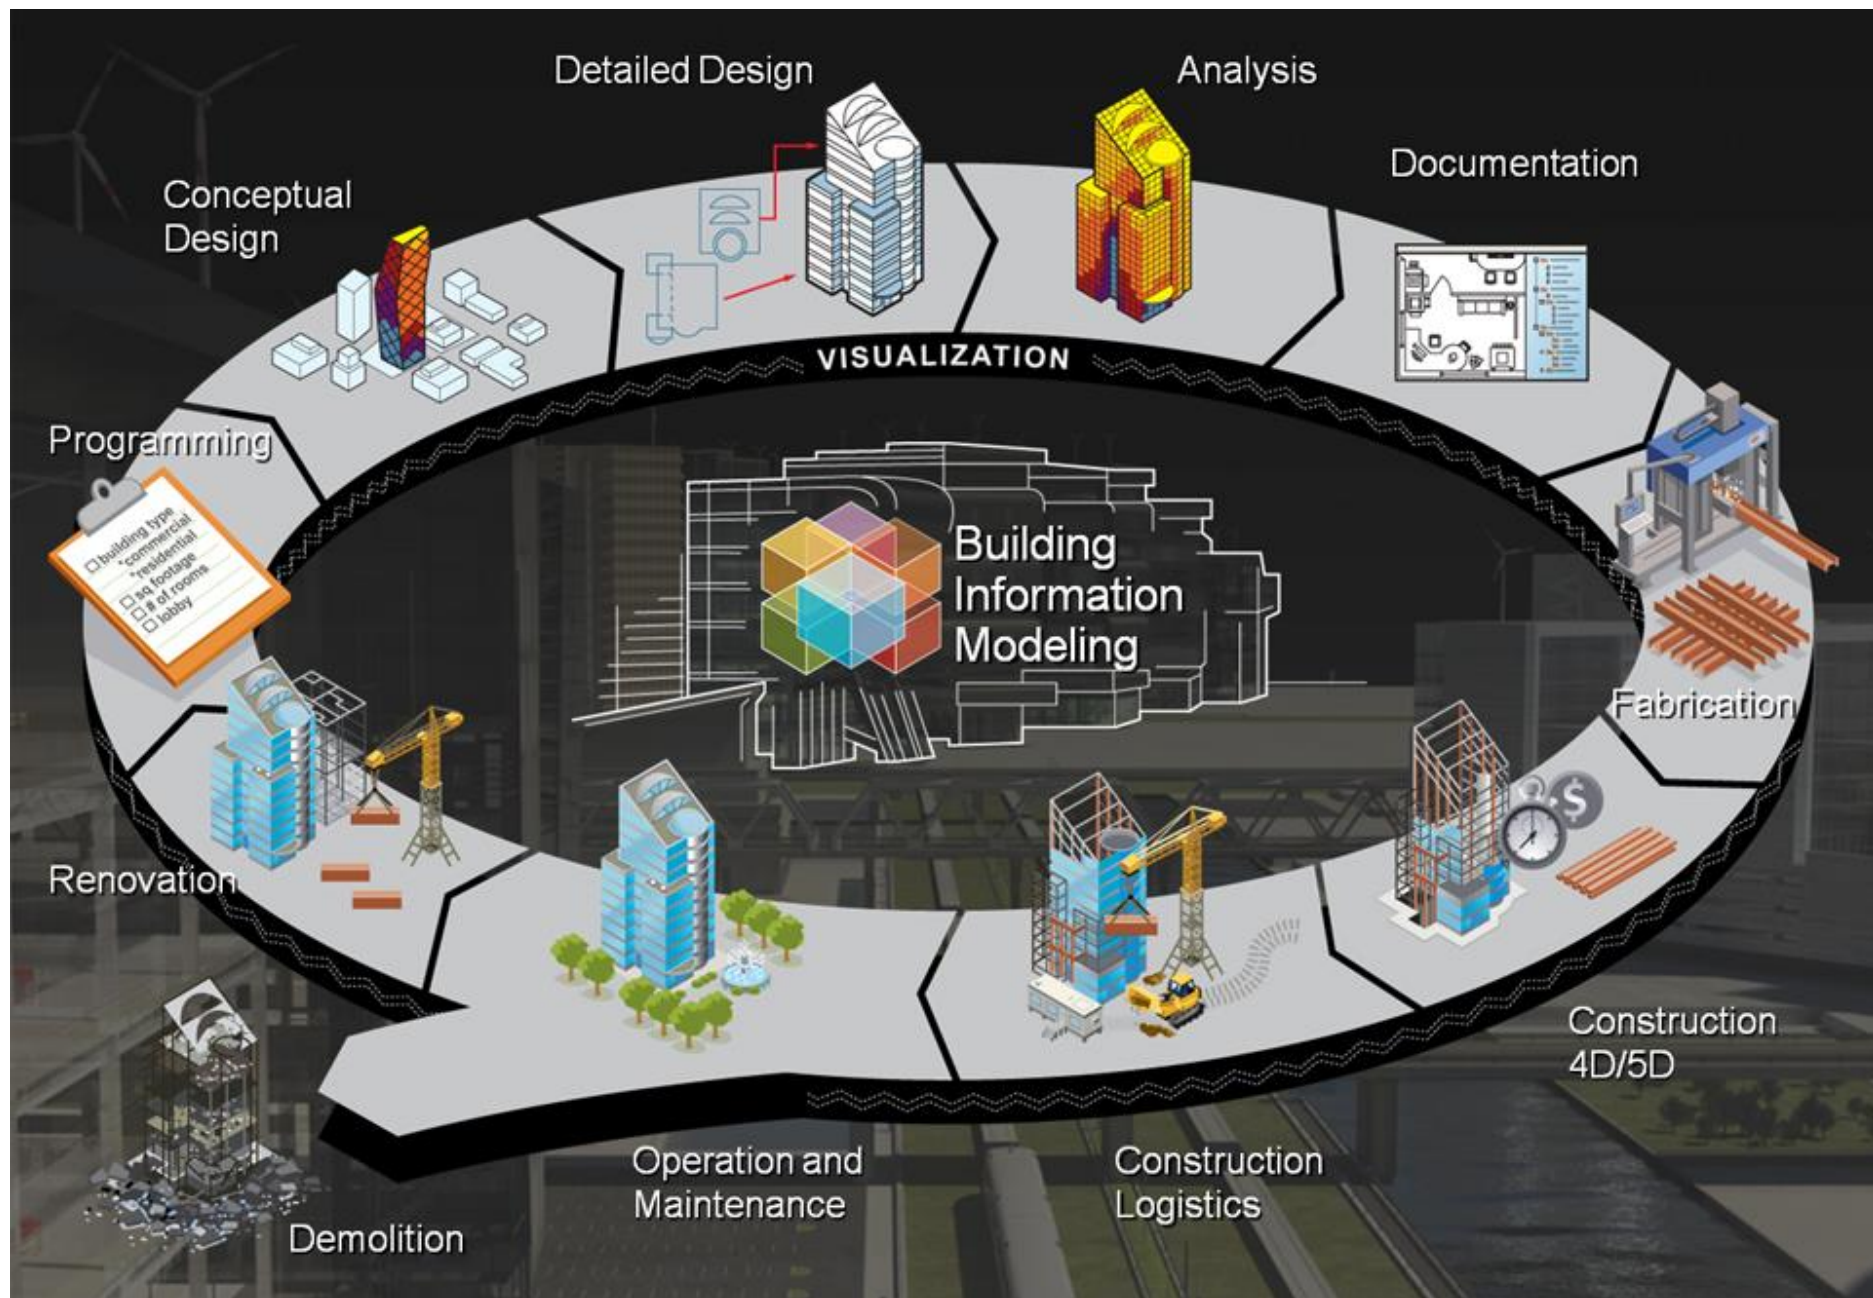 Detailed Design
Analysis
Documentation
Conceptual
Design
VISUALIZATION
Programming
building type
*commercial
*residential
sq footage
# of rooms
lobby
Building
Information
Modeling
Fabrication
$
Renovation
Construction
4D/5D
Operation and
Maintenance
Construction
Logistics
Demolition